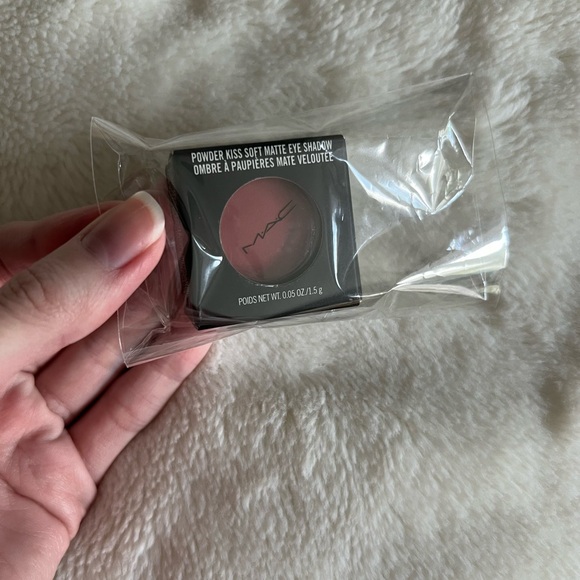 POWDER KISS SOFT MATTE EYE SHADOW
OMBRE À PAUPIÈRES MATE VELOUTÉE
MAC
POIDS NET WT. 0.05 OZ/1.5 g